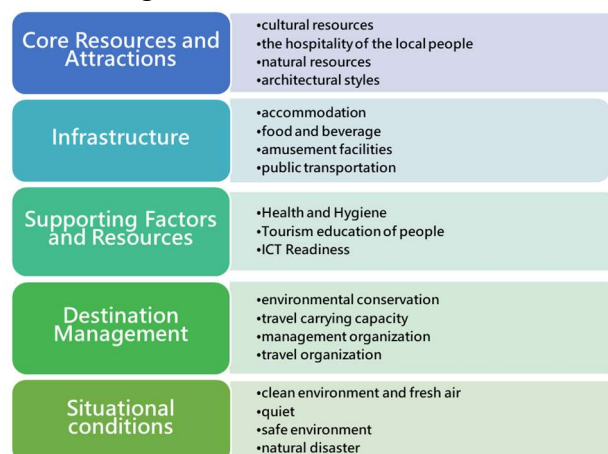 Core Resources and
Attractions
•cultural resources
•the hospitality of the local people
•natural resources
•architectural styles
Infrastructure
•accommodation
•food and beverage
•amusement facilities
•public transportation
Supporting Factors
and Resources
•Health and Hygiene
•Tourism education of people
•ICT Readiness
Destination
Management
•environmental conservation
•travel carrying capacity
•management organization
•travel organization
Situational
conditions
•clean environment and fresh air
•quiet
•safe environment
•natural disaster